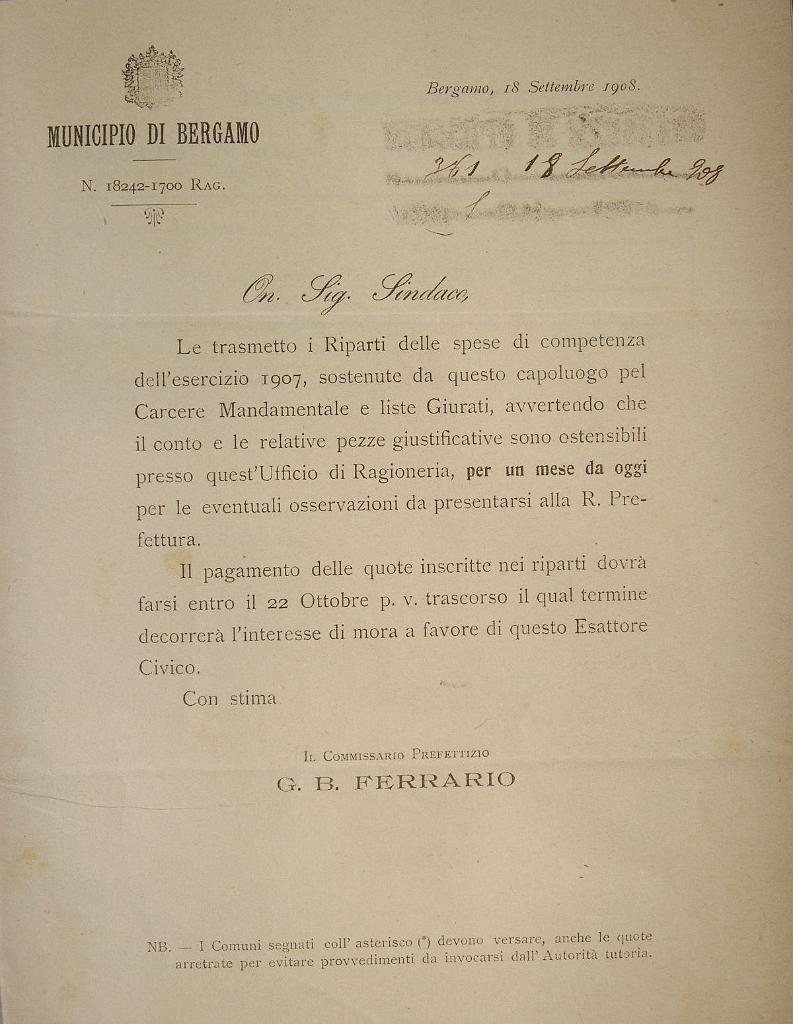 MUNICIPIO DI BERGAMO
N. 18242-1700 RAG.
Bergamo, 18 Settembre 1908.
361 18 Settembre 908
On. Sig. Sindaco,
Le trasmetto i Riparti delle spese di competenza
dell'esercizio 1907, sostenute da questo capoluogo pel
Carcere Mandamentale e liste Giurati, avvertendo che
il conto e le relative pezze giustificative sono ostensibili
presso quest'Ufficio di Ragioneria, per un mese da oggi
per le eventuali osservazioni da presentarsi alla R. Pre-
fettura.
Il pagamento delle quote inscritte nei riparti dovrà
farsi entro il 22 Ottobre p. v. trascorso il qual termine
decorrerà l'interesse di mora a favore di questo Esattore
Civico.
Con stima
IL COMMISSARIO PREFETTIZIO
G. B. FERRARIO
NB. — I Comuni segnati coll' asterisco (*) devono versare, anche le quote
arretrate per evitare provvedimenti da invocarsi dall' Autorità tutoria.